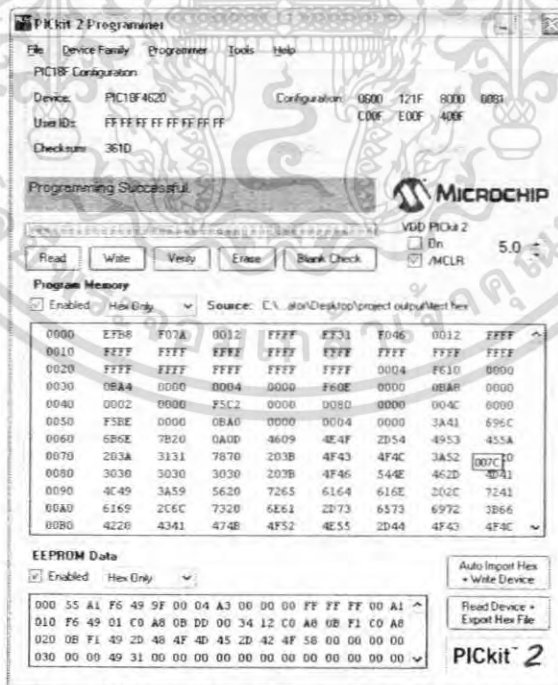 PICkit 2 Programmer
File Device Family Programmer Tools Help
PIC18F Configuration
Device: PIC18F4620 Configuration: 0600 121F 8000 0081
User IDs: FF FF FF FF FF FF FF FF C00F E00F 400F
Checksum: 361D
Programming Successful.
MICROCHIP
VDD PICkit 2
On
/MCLR
5.0
Read Write Verify Erase Blank Check
Program Memory
Enabled Hex Only Source: C:\...ator\Desktop\project output\test.hex
0000 EFB8 F07A 0012 FFFF EF31 F046 0012 FFFF
0010 FFFF FFFF FFFF FFFF FFFF FFFF FFFF FFFF
0020 FFFF FFFF FFFF FFFF FFFF 0004 F610 0000
0030 0BA4 0000 0004 0000 F60E 0000 0BA8 0000
0040 0002 0000 F5C2 0000 0080 0000 004C 0000
0050 F5BE 0000 0BA0 0000 0004 0000 3A41 696C
0060 6B6E 7B20 0A0D 4609 4E4F 2D54 4953 455A
0070 203A 3131 7870 203B 4F43 4F4C 3A52
007C
0080 3030 3030 3030 203B 4F46 544E 462D 4D41
0090 4C49 3A59 5620 7265 6164 616E 202C 7241
00A0 6169 2C6C 7320 6E61 2D73 6573 6972 3B66
00B0 4220 4341 474B 4F52 4E55 2D44 4F43 4F4C
EEPROM Data
Enabled Hex Only
000 55 A1 F6 49 9F 00 04 A3 00 00 00 FF FF FF 00 A1
010 F6 49 01 C0 A8 0B DD 00 34 12 C0 A8 0B F1 C0 A8
020 0B F1 49 2D 48 4F 4D 45 2D 42 4F 58 00 00 00 00
030 00 00 49 31 00 00 00 00 00 00 00 00 00 00 00 00
Auto Import Hex
+ Write Device
Read Device +
Export Hex File
PICkit™ 2